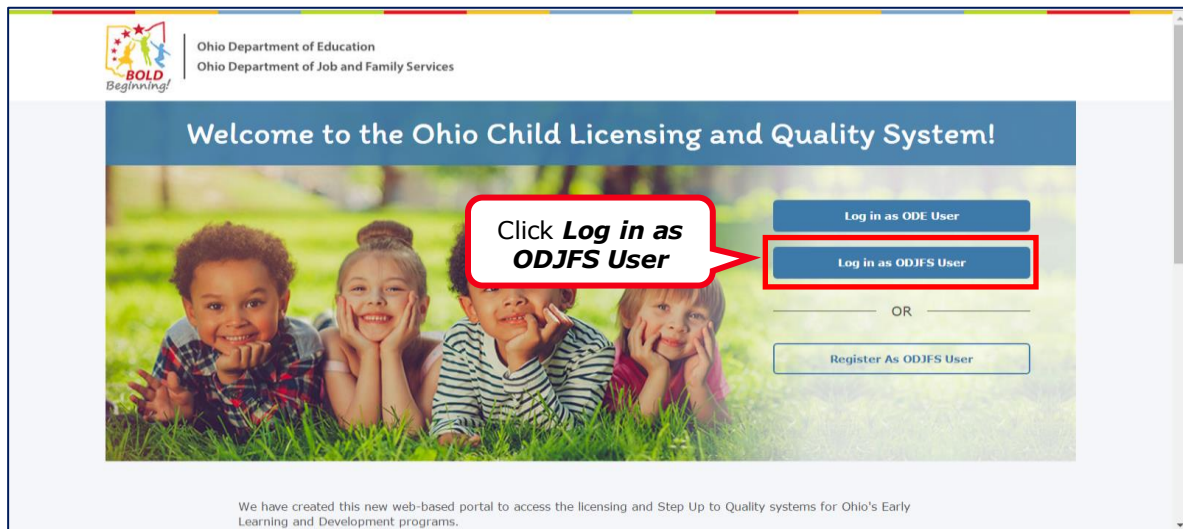 BOLD
Beginning!
Ohio Department of Education
Ohio Department of Job and Family Services
Welcome to the Ohio Child Licensing and Quality System!
Log in as ODE User
Click Log in as
ODJFS User
Log in as ODJFS User
OR
Register As ODJFS User
We have created this new web-based portal to access the licensing and Step Up to Quality systems for Ohio's Early
Learning and Development programs.